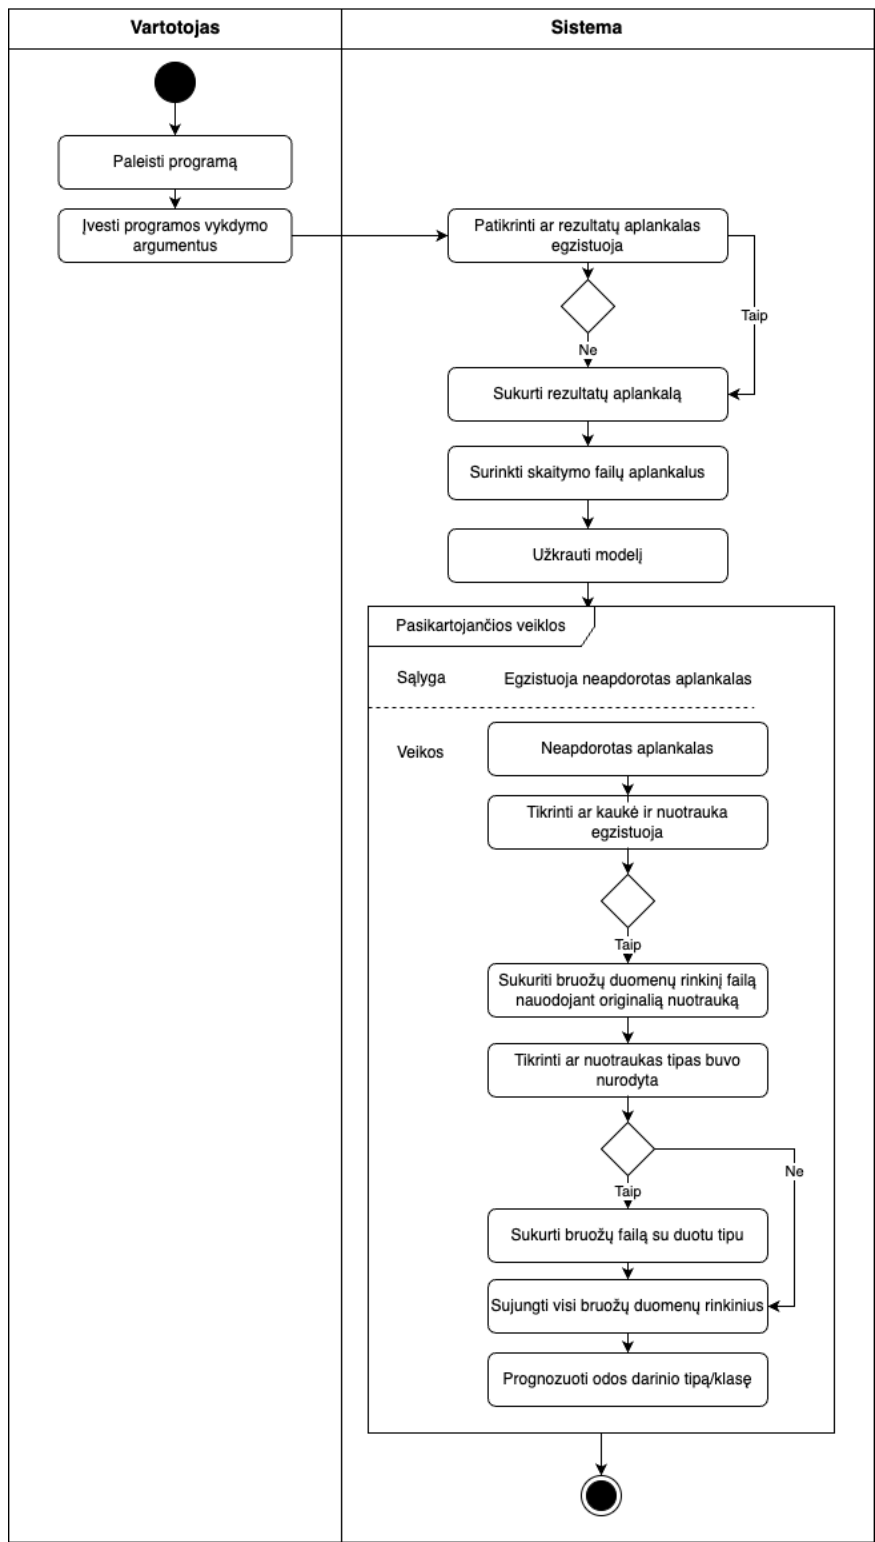 Vartotojas
Sistema
Paleisti programą
Įvesti programos vykdymo
argumentus
Patikrinti ar rezultatų aplankalas
egzistuoja
Taip
Ne
Sukurti rezultatų aplankalą
Surinkti skaitymo failų aplankalus
Užkrauti modelį
Pasikartojančios veiklos
Sąlyga
Egzistuoja neapdorotas aplankalas
Veikos
Neapdorotas aplankalas
Tikrinti ar kaukė ir nuotrauka
egzistuoja
Taip
Sukuriti bruožų duomenų rinkinį failą
nauodojant originalią nuotrauką
Tikrinti ar nuotraukas tipas buvo
nurodyta
Ne
Taip
Sukurti bruožų failą su duotu tipu
Sujungti visi bruožų duomenų rinkinius
Prognozuoti odos darinio tipą/klasę